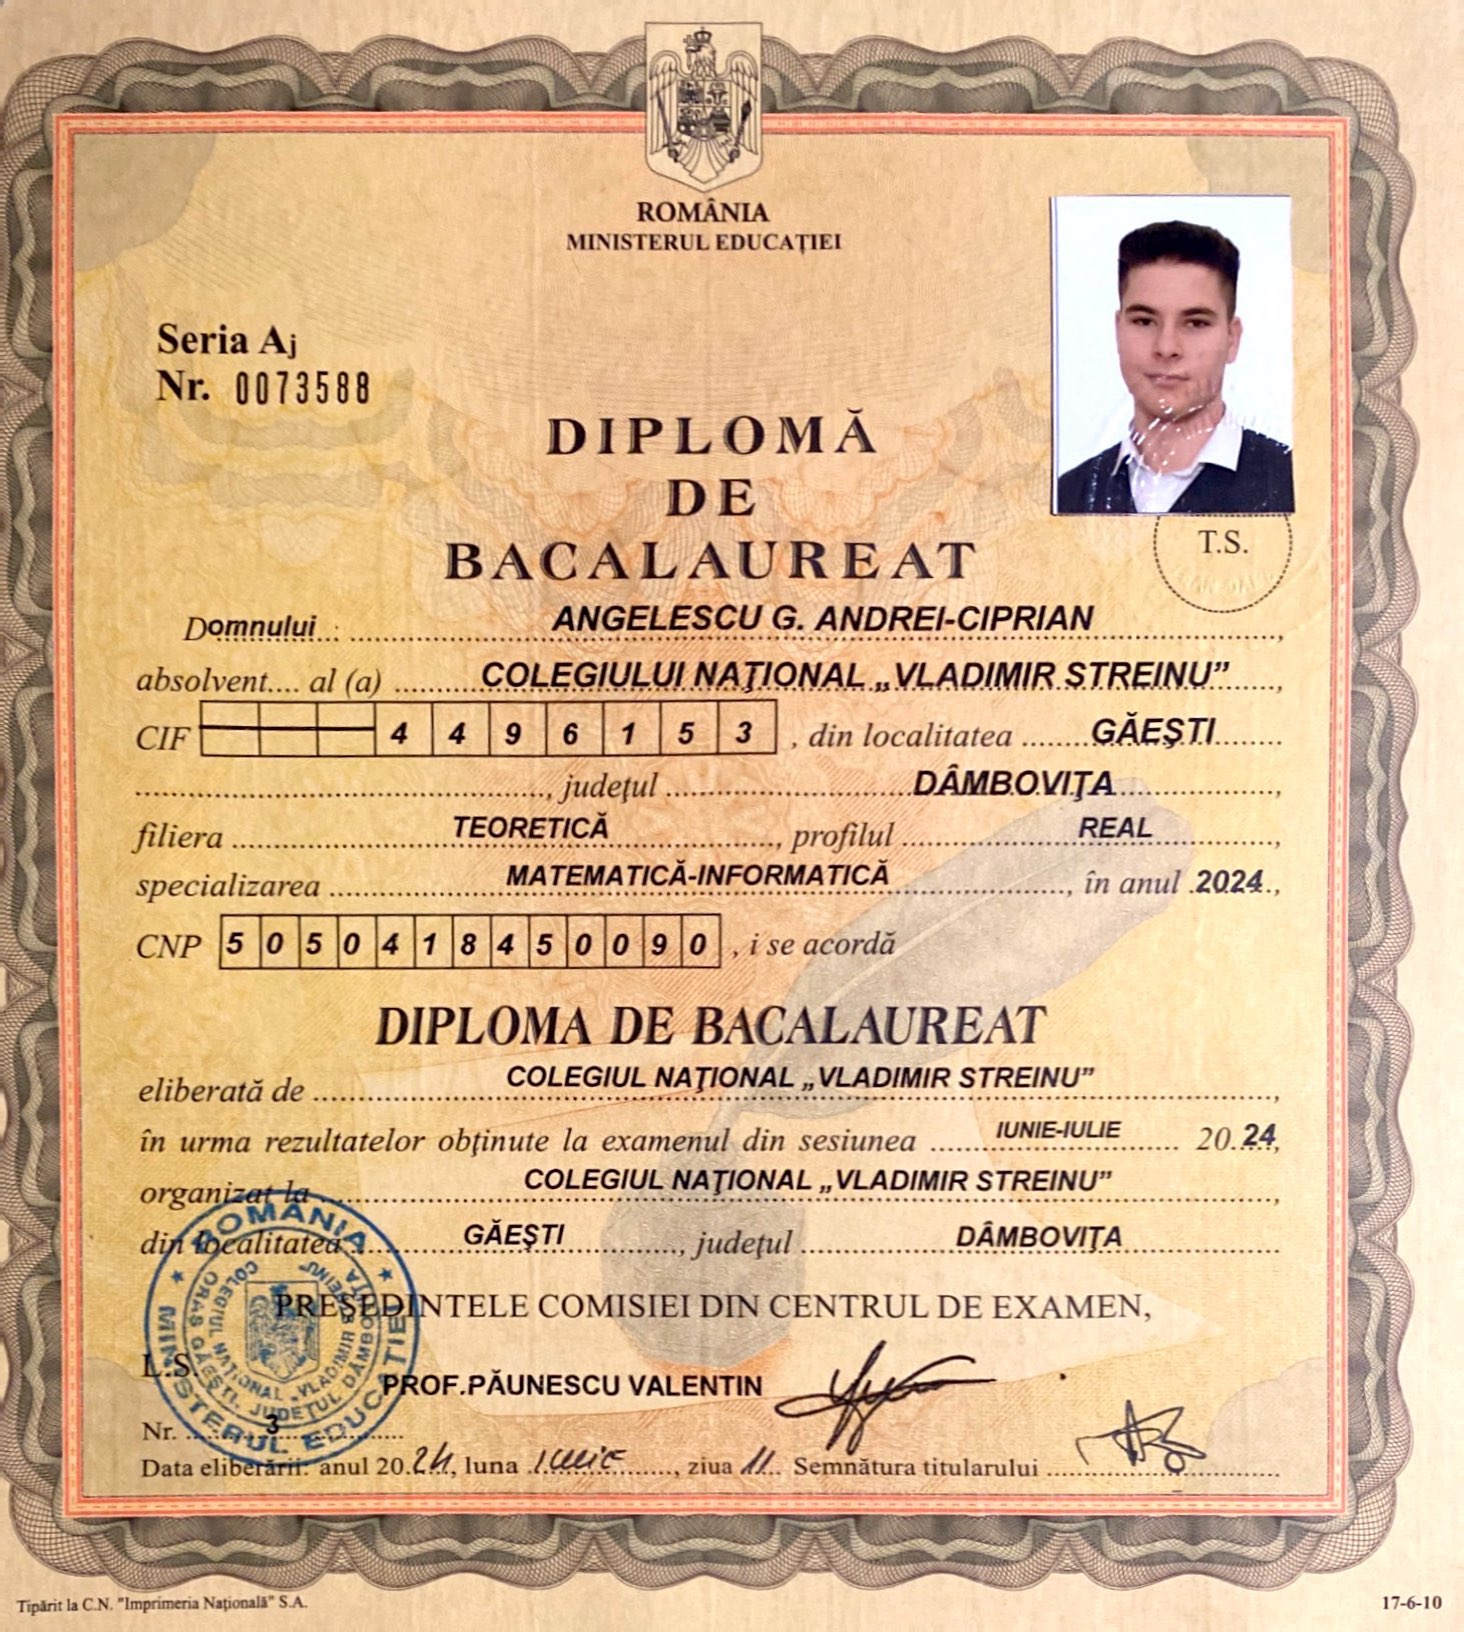 ROMÂNIA
MINISTERUL EDUCAȚIEI
Seria Aj
Nr. 0073588
DIPLOMĂ
DE
BACALAUREAT
T.S.
Domnului ANGELESCU G. ANDREI-CIPRIAN,
absolvent.... al (a) COLEGIULUI NAŢIONAL „VLADIMIR STREINU”,
CIF 4 4 9 6 1 5 3, din localitatea GĂEŞTI
, judeţul DÂMBOVIŢA,
filiera TEORETICĂ, profilul REAL,
specializarea MATEMATICĂ-INFORMATICĂ, în anul 2024,
CNP 5 0 5 0 4 1 8 4 5 0 0 9 0, i se acordă
DIPLOMA DE BACALAUREAT
eliberată de COLEGIUL NAŢIONAL „VLADIMIR STREINU”,
în urma rezultatelor obţinute la examenul din sesiunea IUNIE-IULIE 2024,
organizat la COLEGIUL NAŢIONAL „VLADIMIR STREINU”,
din localitatea GĂEŞTI, judeţul DÂMBOVIŢA
PREŞEDINTELE COMISIEI DIN CENTRUL DE EXAMEN,
L.S.
PROF.PĂUNESCU VALENTIN
Nr. 3
Data eliberării: anul 2024, luna iulie, ziua 11 Semnătura titularului
ROMÂNIA
MINISTERUL EDUCAȚIEI
COLEGIUL NAŢIONAL „VLADIMIR STREINU”
ORAŞ GĂEŞTI, JUDEŢUL DÂMBOVIŢA
Tipărit la C.N. "Imprimeria Naţională" S.A.
17-6-10